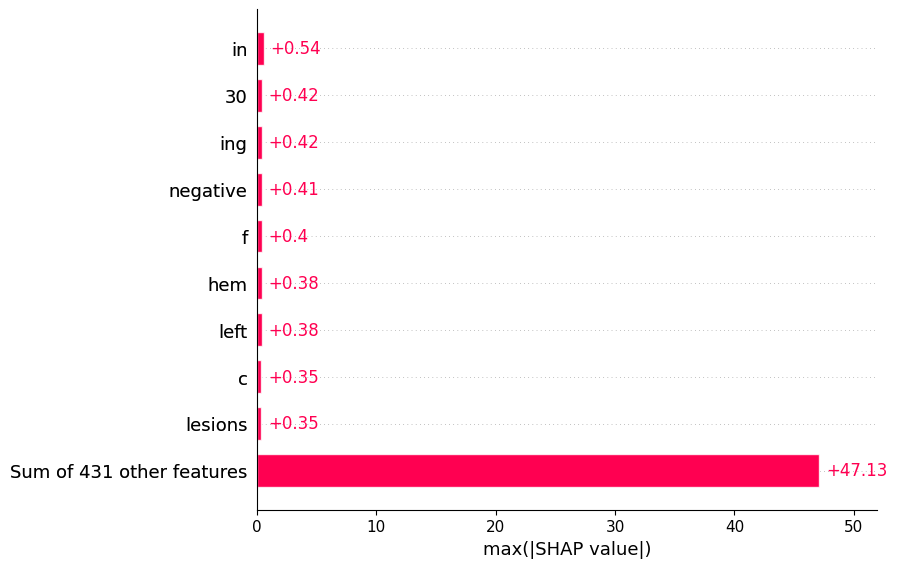 in +0.54
30 +0.42
ing +0.42
negative +0.41
f +0.4
hem +0.38
left +0.38
c +0.35
lesions +0.35
Sum of 431 other features +47.13
0 10 20 30 40 50
max(|SHAP value|)